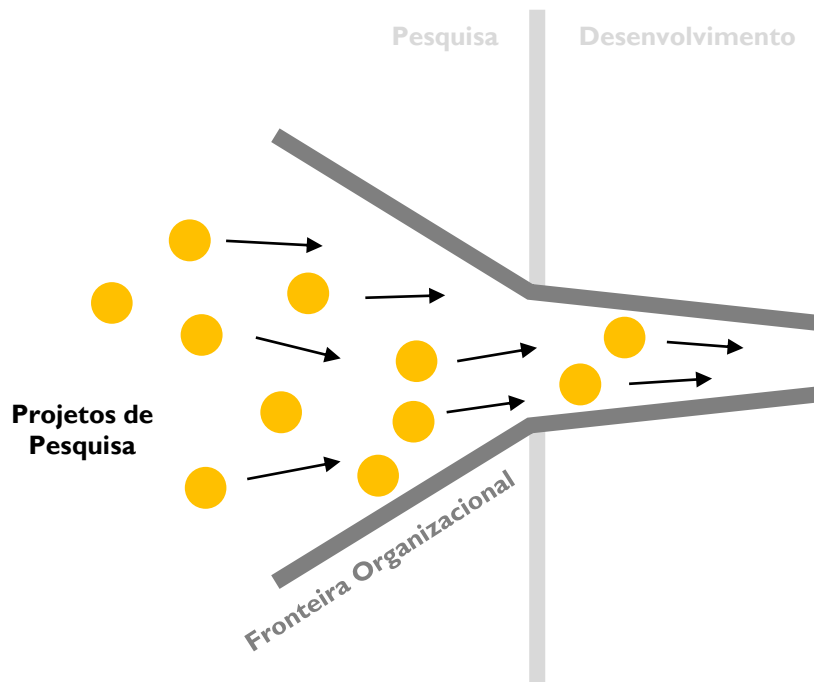 Pesquisa
Desenvolvimento
Projetos de
Pesquisa
Fronteira Organizacional